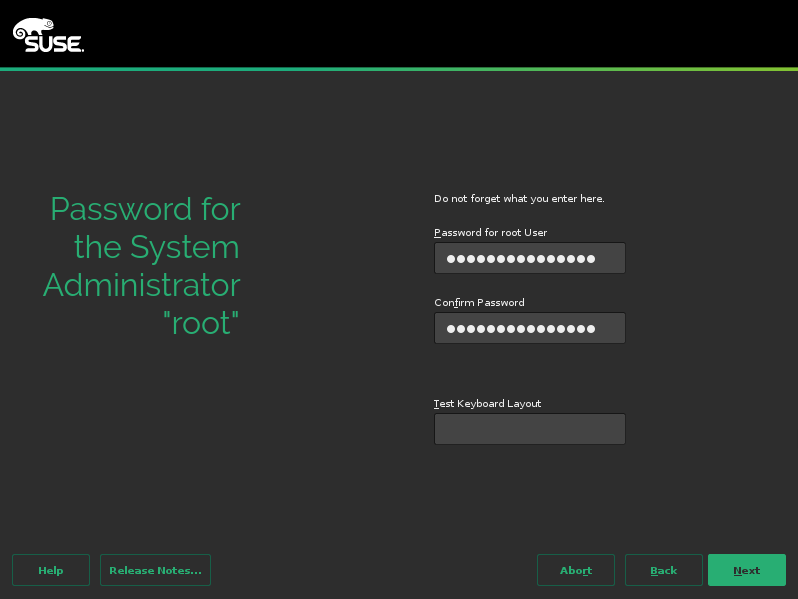 SUSE.
Password for
the System
Administrator
"root"
Do not forget what you enter here.
Password for root User
●●●●●●●●●●●●●●●
Confirm Password
●●●●●●●●●●●●●●●
Test Keyboard Layout
Help
Release Notes...
Abort
Back
Next